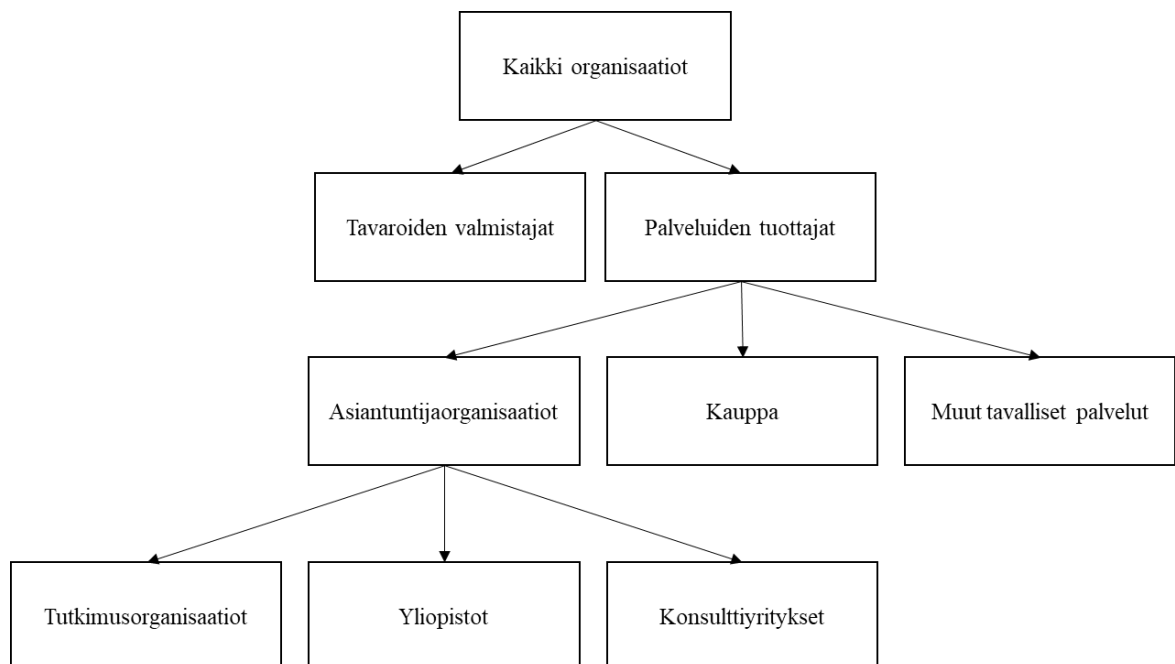 Kaikki organisaatiot
Tavaroiden valmistajat
Palveluiden tuottajat
Asiantuntijaorganisaatiot
Kauppa
Muut tavalliset palvelut
Tutkimusorganisaatiot
Yliopistot
Konsulttiyritykset